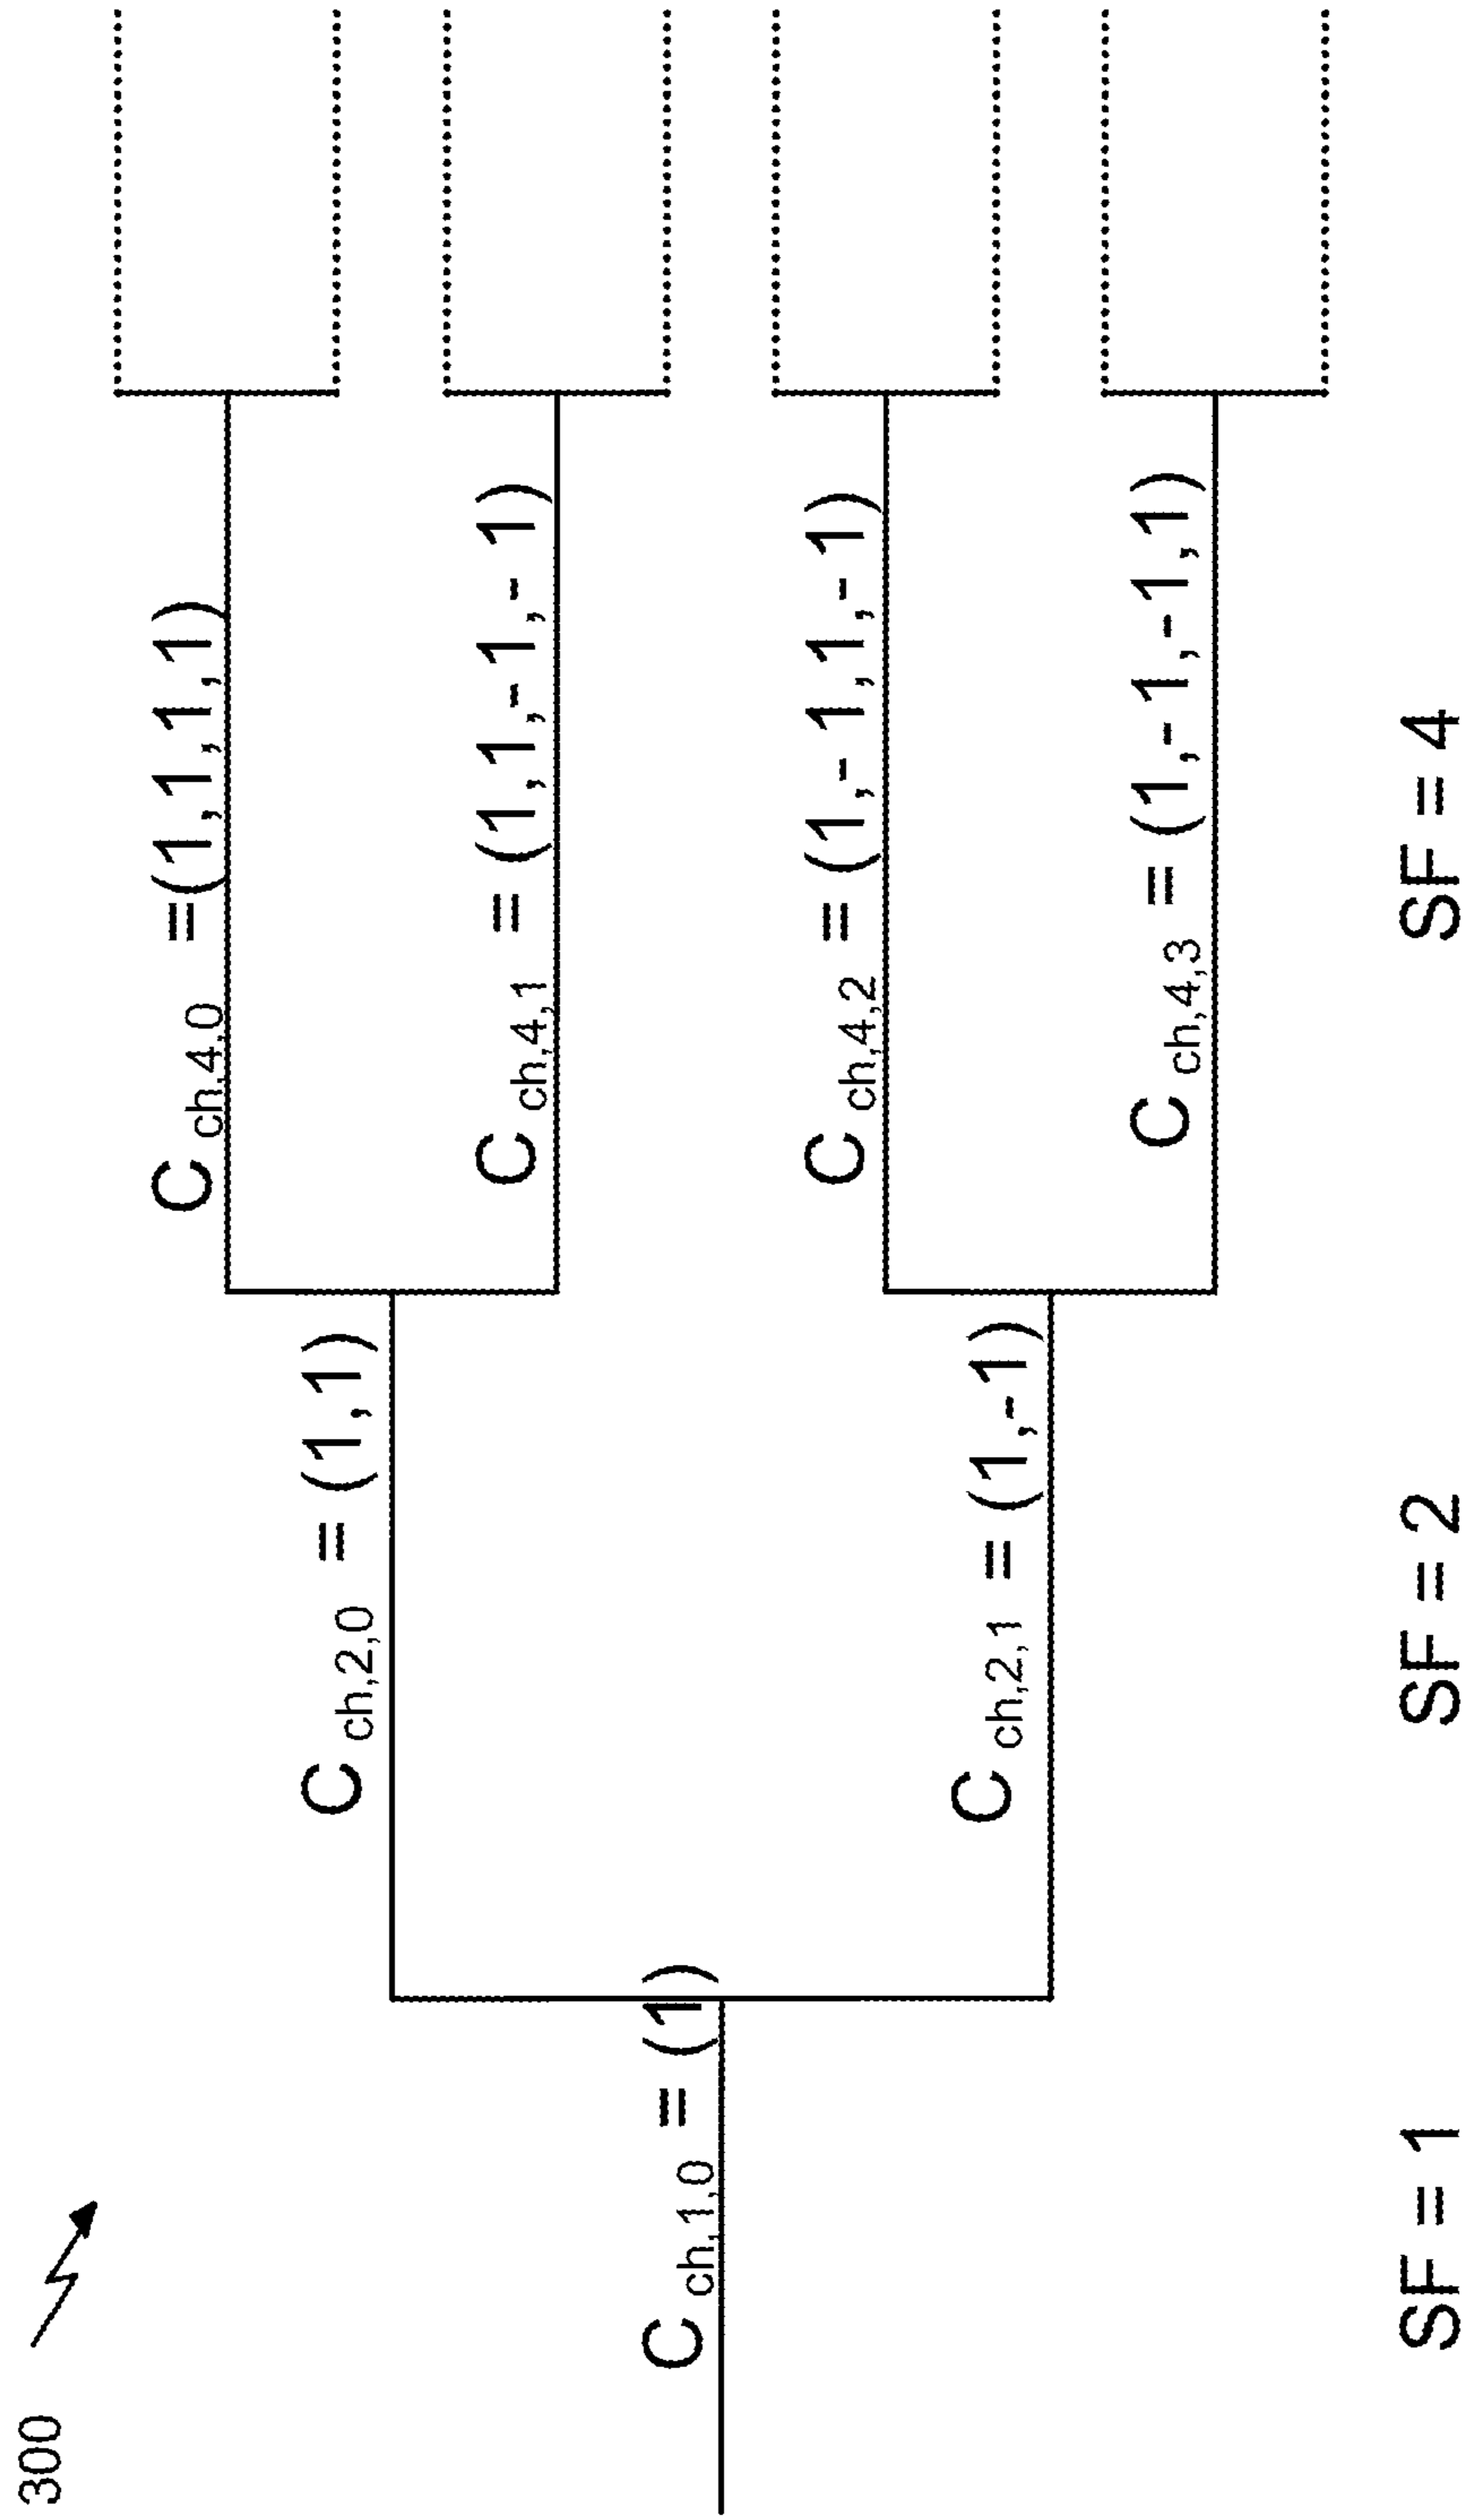 300
C ch,1,0 = (1)
C ch,2,0 = (1,1)
C ch,2,1 = (1,-1)
C ch,4,0 =(1,1,1,1)
C ch,4,1 =(1,1,-1,-1)
C ch,4,2 =(1,-1,1,-1)
C ch,4,3 =(1,-1,-1,1)
SF = 1
SF = 2
SF = 4